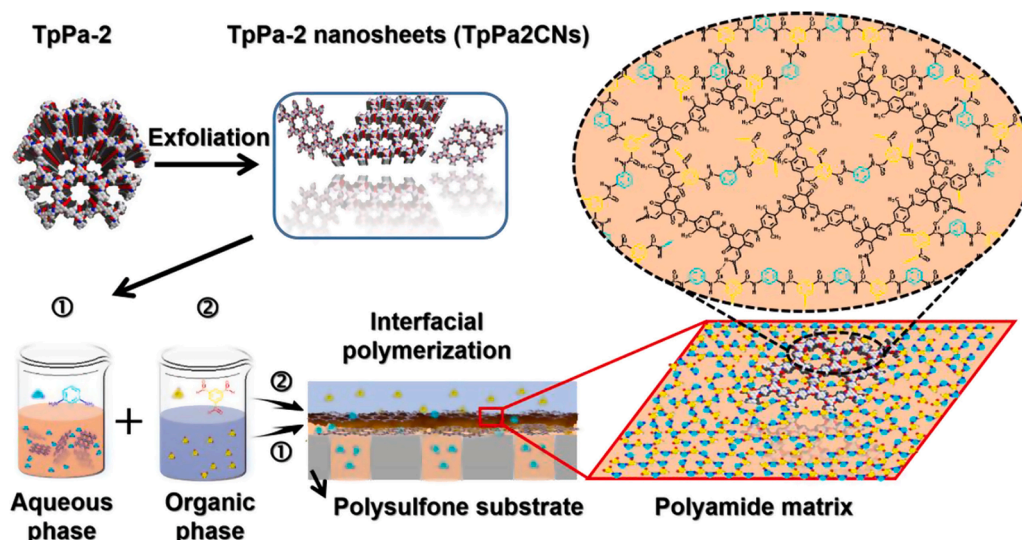 TpPa-2
TpPa-2 nanosheets (TpPa2CNs)
Exfoliation
① ②
Interfacial
polymerization
②
①
+
Aqueous
phase
Organic
phase
Polysulfone substrate
Polyamide matrix